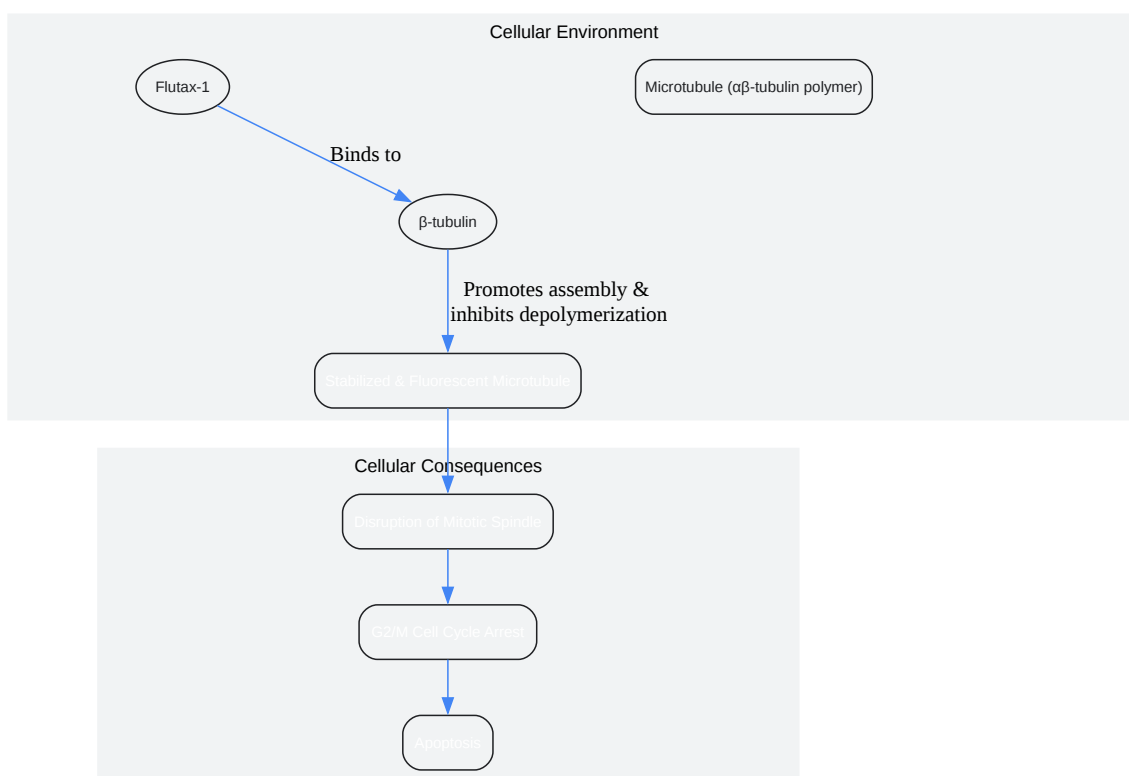 Cellular Environment
Flutax-1
Microtubule (αβ-tubulin polymer)
Binds to
β-tubulin
Promotes assembly &
inhibits depolymerization
Stabilized & Fluorescent Microtubule
Cellular Consequences
Disruption of Mitotic Spindle
G2/M Cell Cycle Arrest
Apoptosis